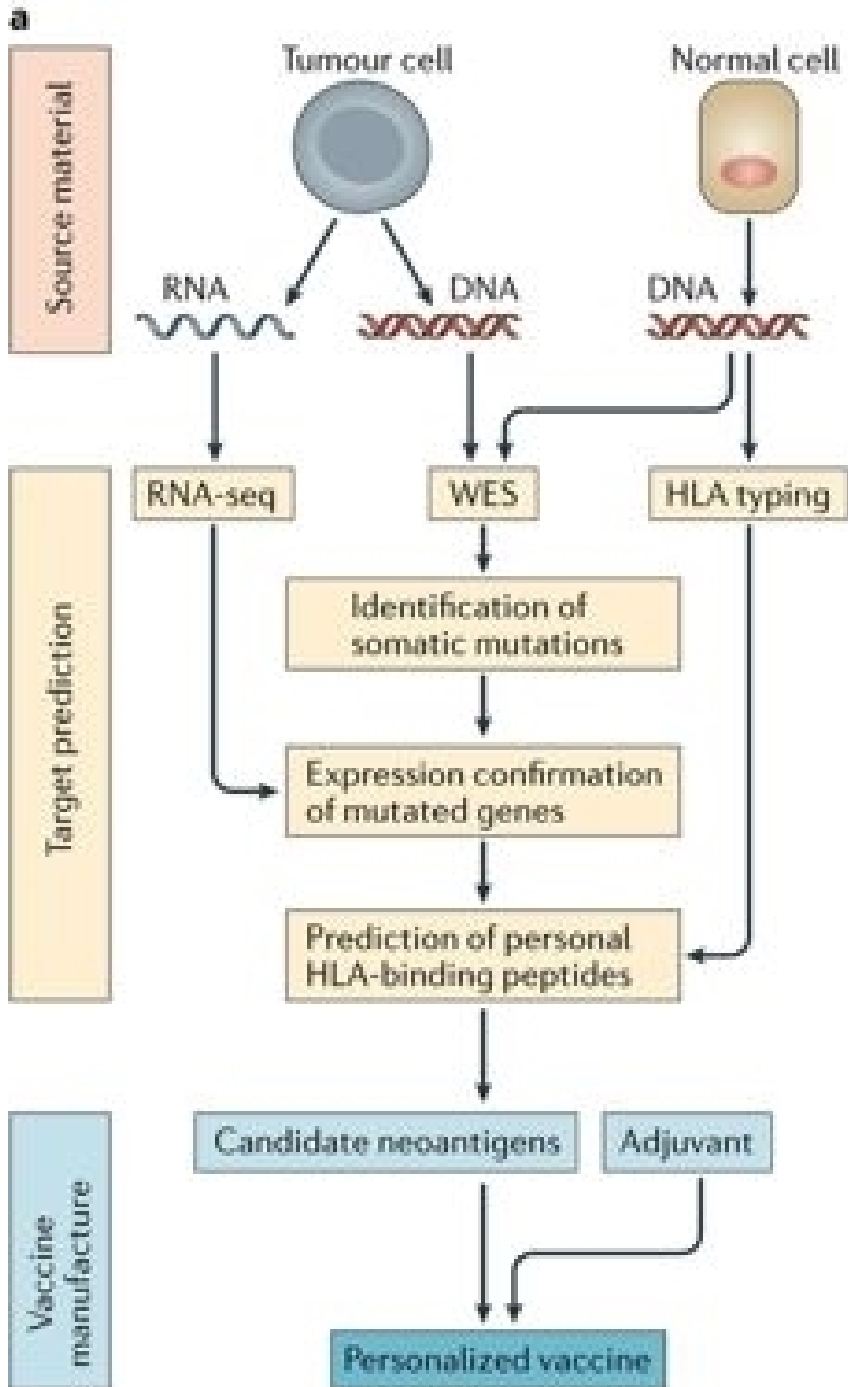 a
Source material
Tumour cell
Normal cell
RNA
DNA
DNA
Target prediction
RNA-seq
WES
HLA typing
Identification of
somatic mutations
Expression confirmation
of mutated genes
Prediction of personal
HLA-binding peptides
Vaccine
manufacture
Candidate neoantigens
Adjuvant
Personalized vaccine